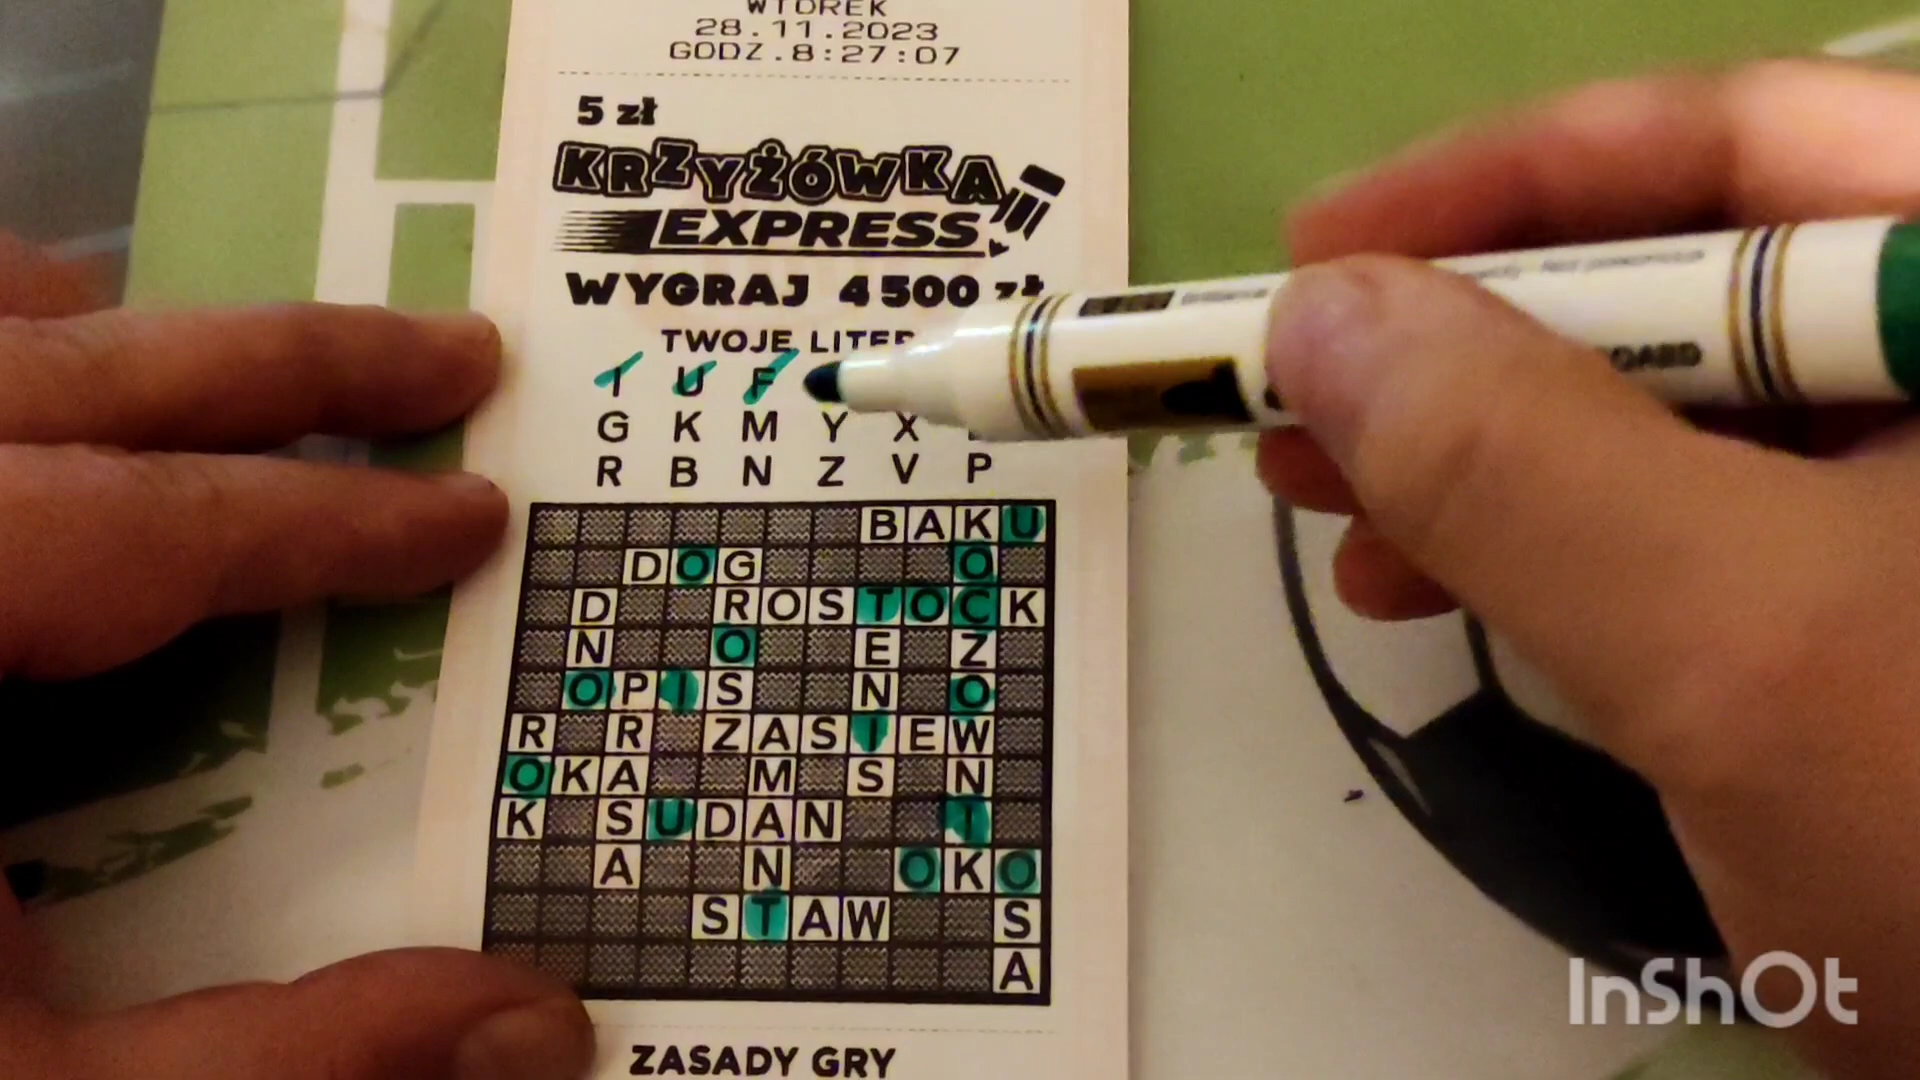 WTOREK
28.11.2023
GODZ.8:27:07
5 zł
KRZYŻÓWKA
EXPRESS
WYGRAJ 4500 zł
TWOJE
I U F
G K M Y X
R B N Z V P
BAKU
DOG O
D ROSTOCK
N O E Z
OPIS N O
R R ZASIEW
OKA M S N
K SUDAN I
A N OKO
STAW S
A
ZASADY GRY
InShOt